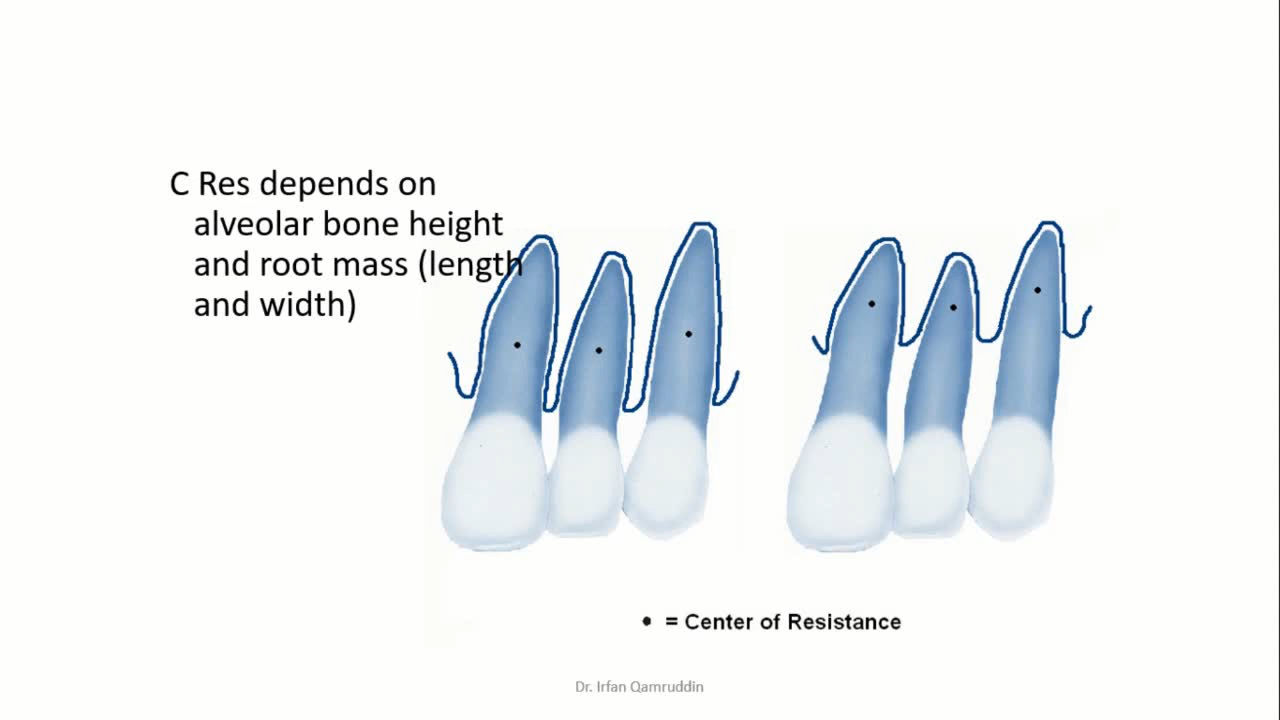 C Res depends on
alveolar bone height
and root mass (length
and width)
• = Center of Resistance
Dr. Irfan Qamruddin